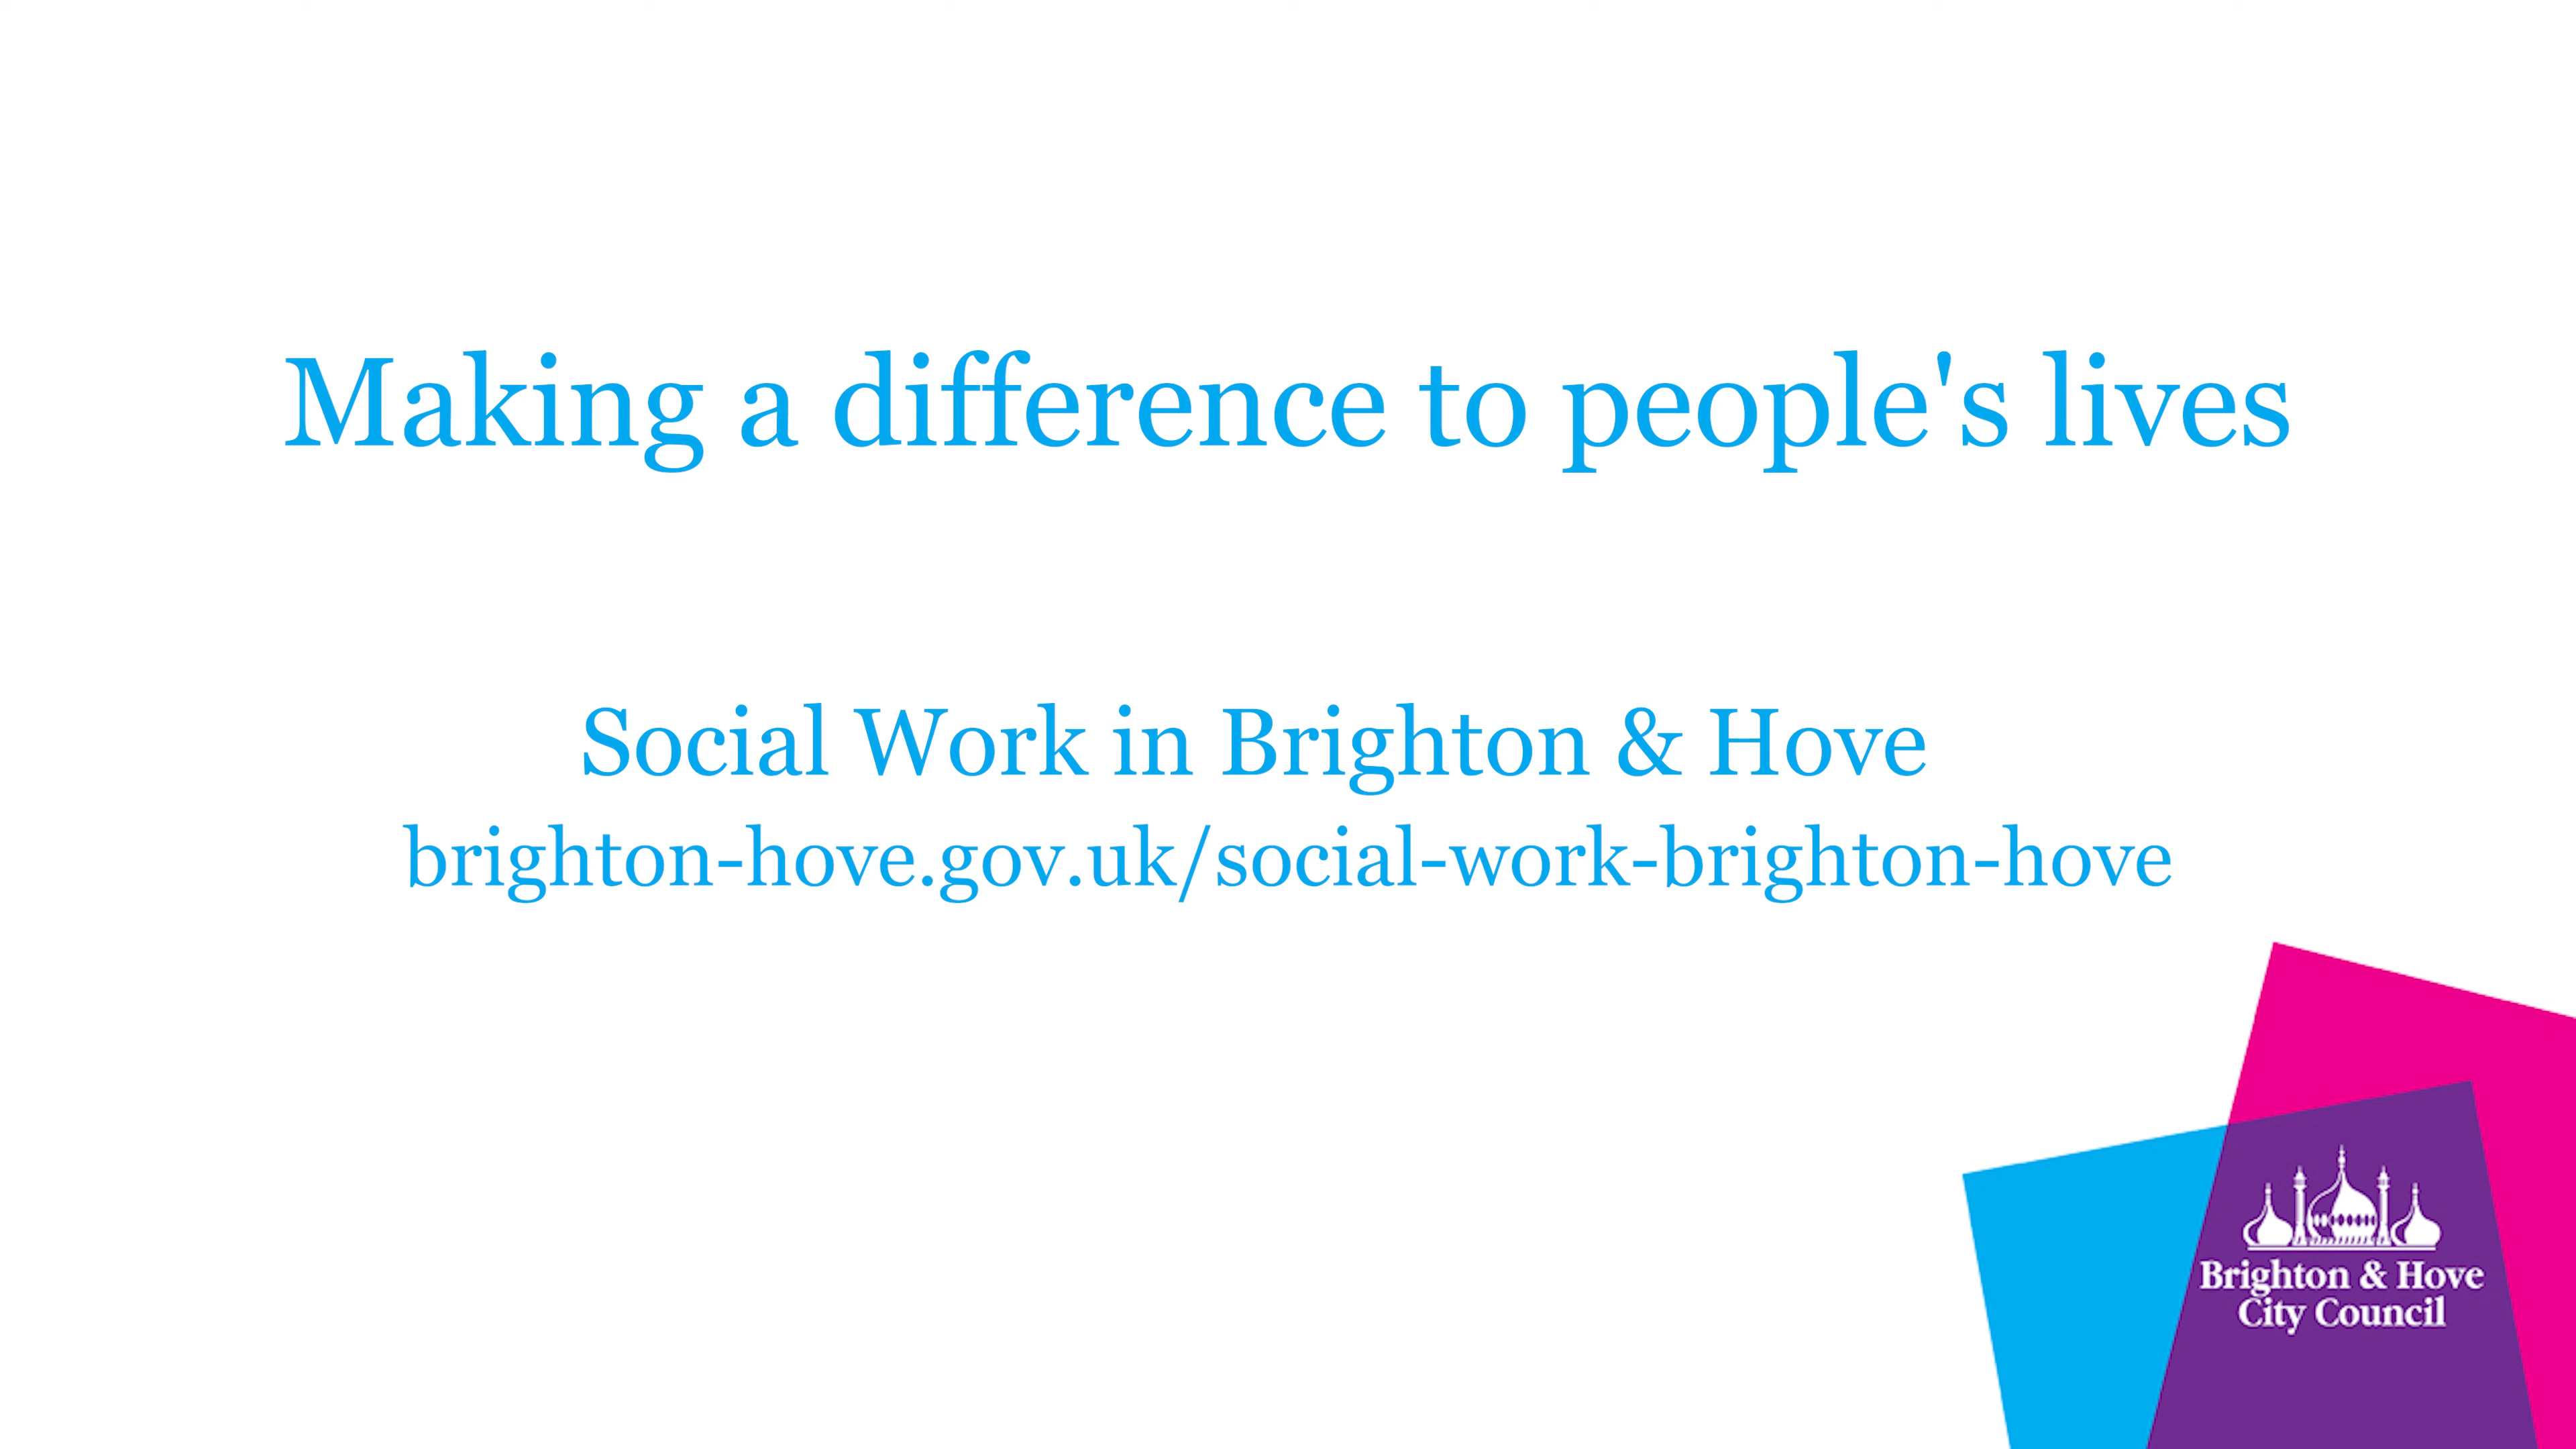 Making a difference to people's lives
Social Work in Brighton & Hove
brighton-hove.gov.uk/social-work-brighton-hove
Brighton & Hove
City Council